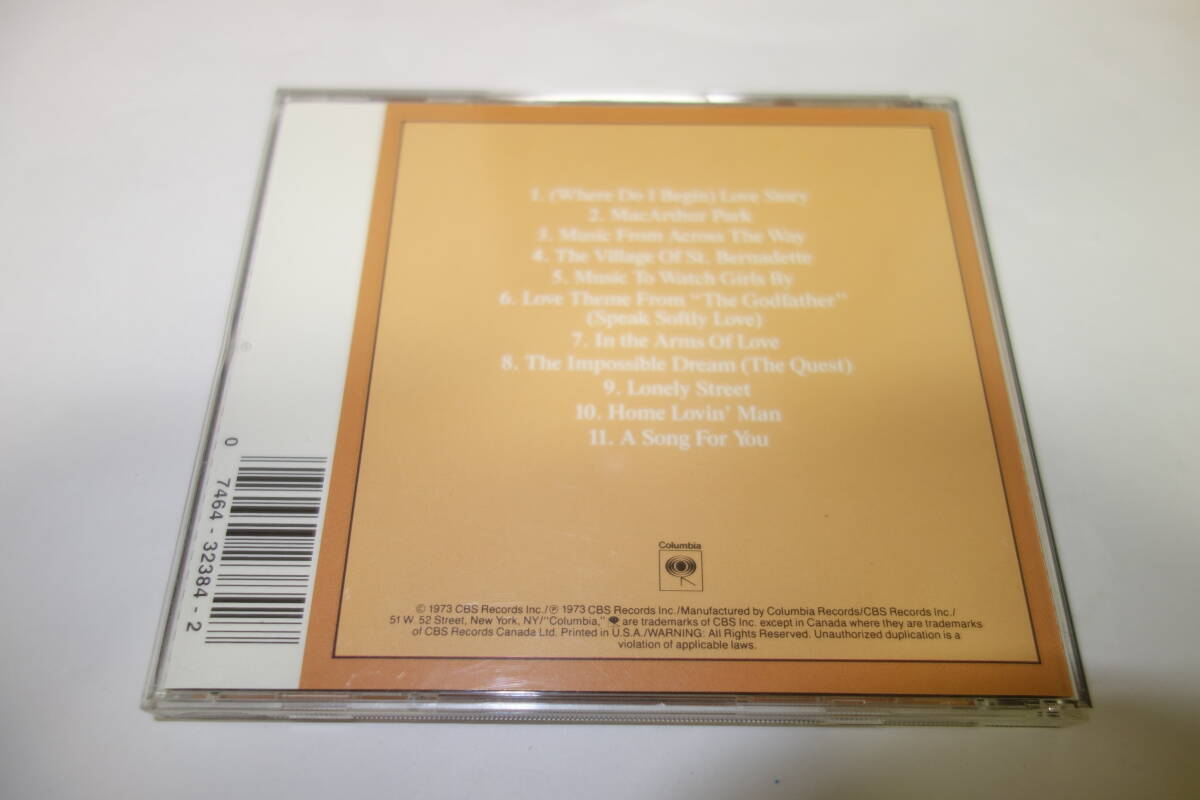 1. (Where Do I Begin) Love Story
2. MacArthur Park
3. Music From Across The Way
4. The Village Of St. Bernadette
5. Music To Watch Girls By
6. Love Theme From "The Godfather"
(Speak Softly Love)
7. In the Arms Of Love
8. The Impossible Dream (The Quest)
9. Lonely Street
10. Home Lovin' Man
11. A Song For You
Columbia
© 1973 CBS Records Inc./℗ 1973 CBS Records Inc./Manufactured by Columbia Records/CBS Records Inc./
51 W. 52 Street, New York, NY/"Columbia," are trademarks of CBS Inc. except in Canada where they are trademarks
of CBS Records Canada Ltd. Printed in U.S.A./WARNING: All Rights Reserved. Unauthorized duplication is a
violation of applicable laws.
0 7464-32384-2